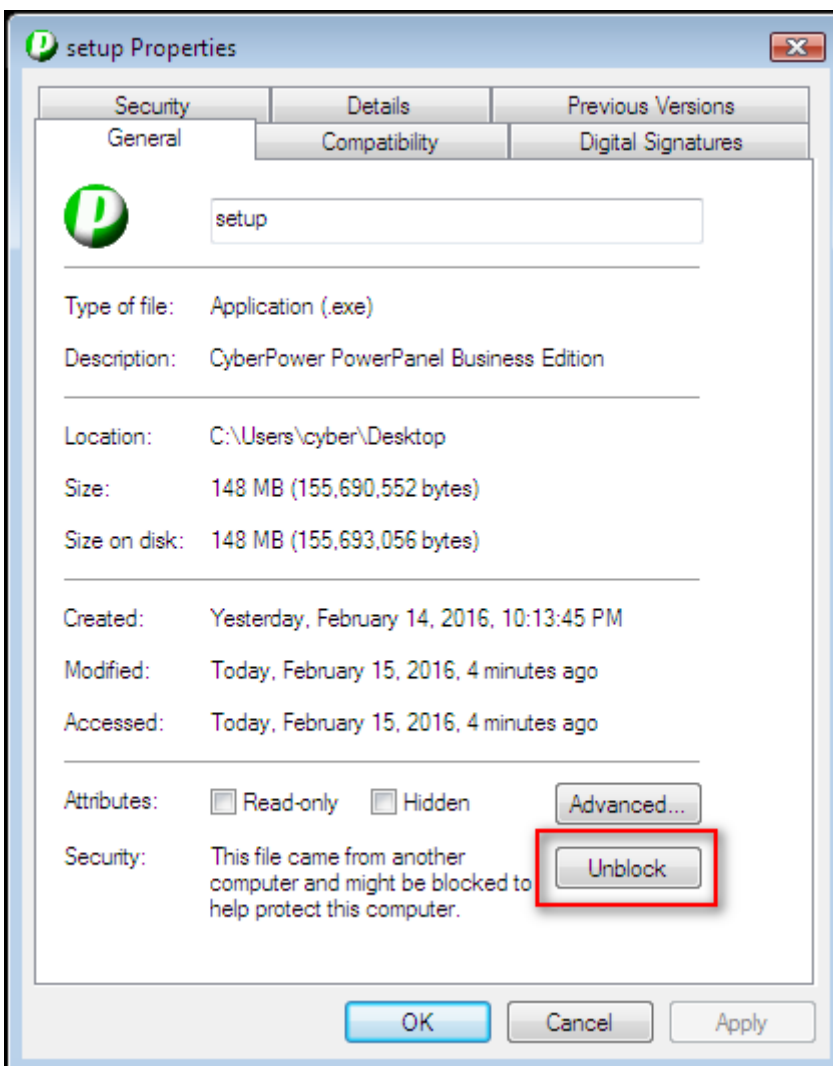 setup Properties
Security Details Previous Versions
General Compatibility Digital Signatures
setup
Type of file: Application (.exe)
Description: CyberPower PowerPanel Business Edition
Location: C:\Users\cyber\Desktop
Size: 148 MB (155,690,552 bytes)
Size on disk: 148 MB (155,693,056 bytes)
Created: Yesterday, February 14, 2016, 10:13:45 PM
Modified: Today, February 15, 2016, 4 minutes ago
Accessed: Today, February 15, 2016, 4 minutes ago
Attributes: Read-only Hidden Advanced...
Security: This file came from another
computer and might be blocked to
help protect this computer.
Unblock
OK Cancel Apply